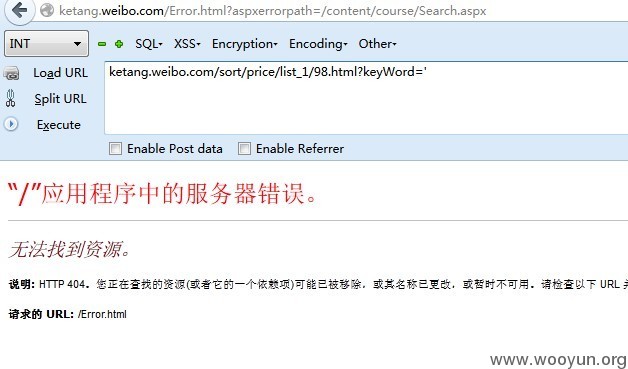 ketang.weibo.com/Error.html?aspxerrorpath=/content/course/Search.aspx
INT SQL▾ XSS▾ Encryption▾ Encoding▾ Other▾
Load URL
ketang.weibo.com/sort/price/list_1/98.html?keyWord='
Split URL
Execute
Enable Post data Enable Referrer
“/”应用程序中的服务器错误。
无法找到资源。
说明: HTTP 404。您正在查找的资源(或者它的一个依赖项)可能已被移除，或其名称已更改，或暂时不可用。请检查以下 URL
请求的 URL: /Error.html
www.wooyun.org